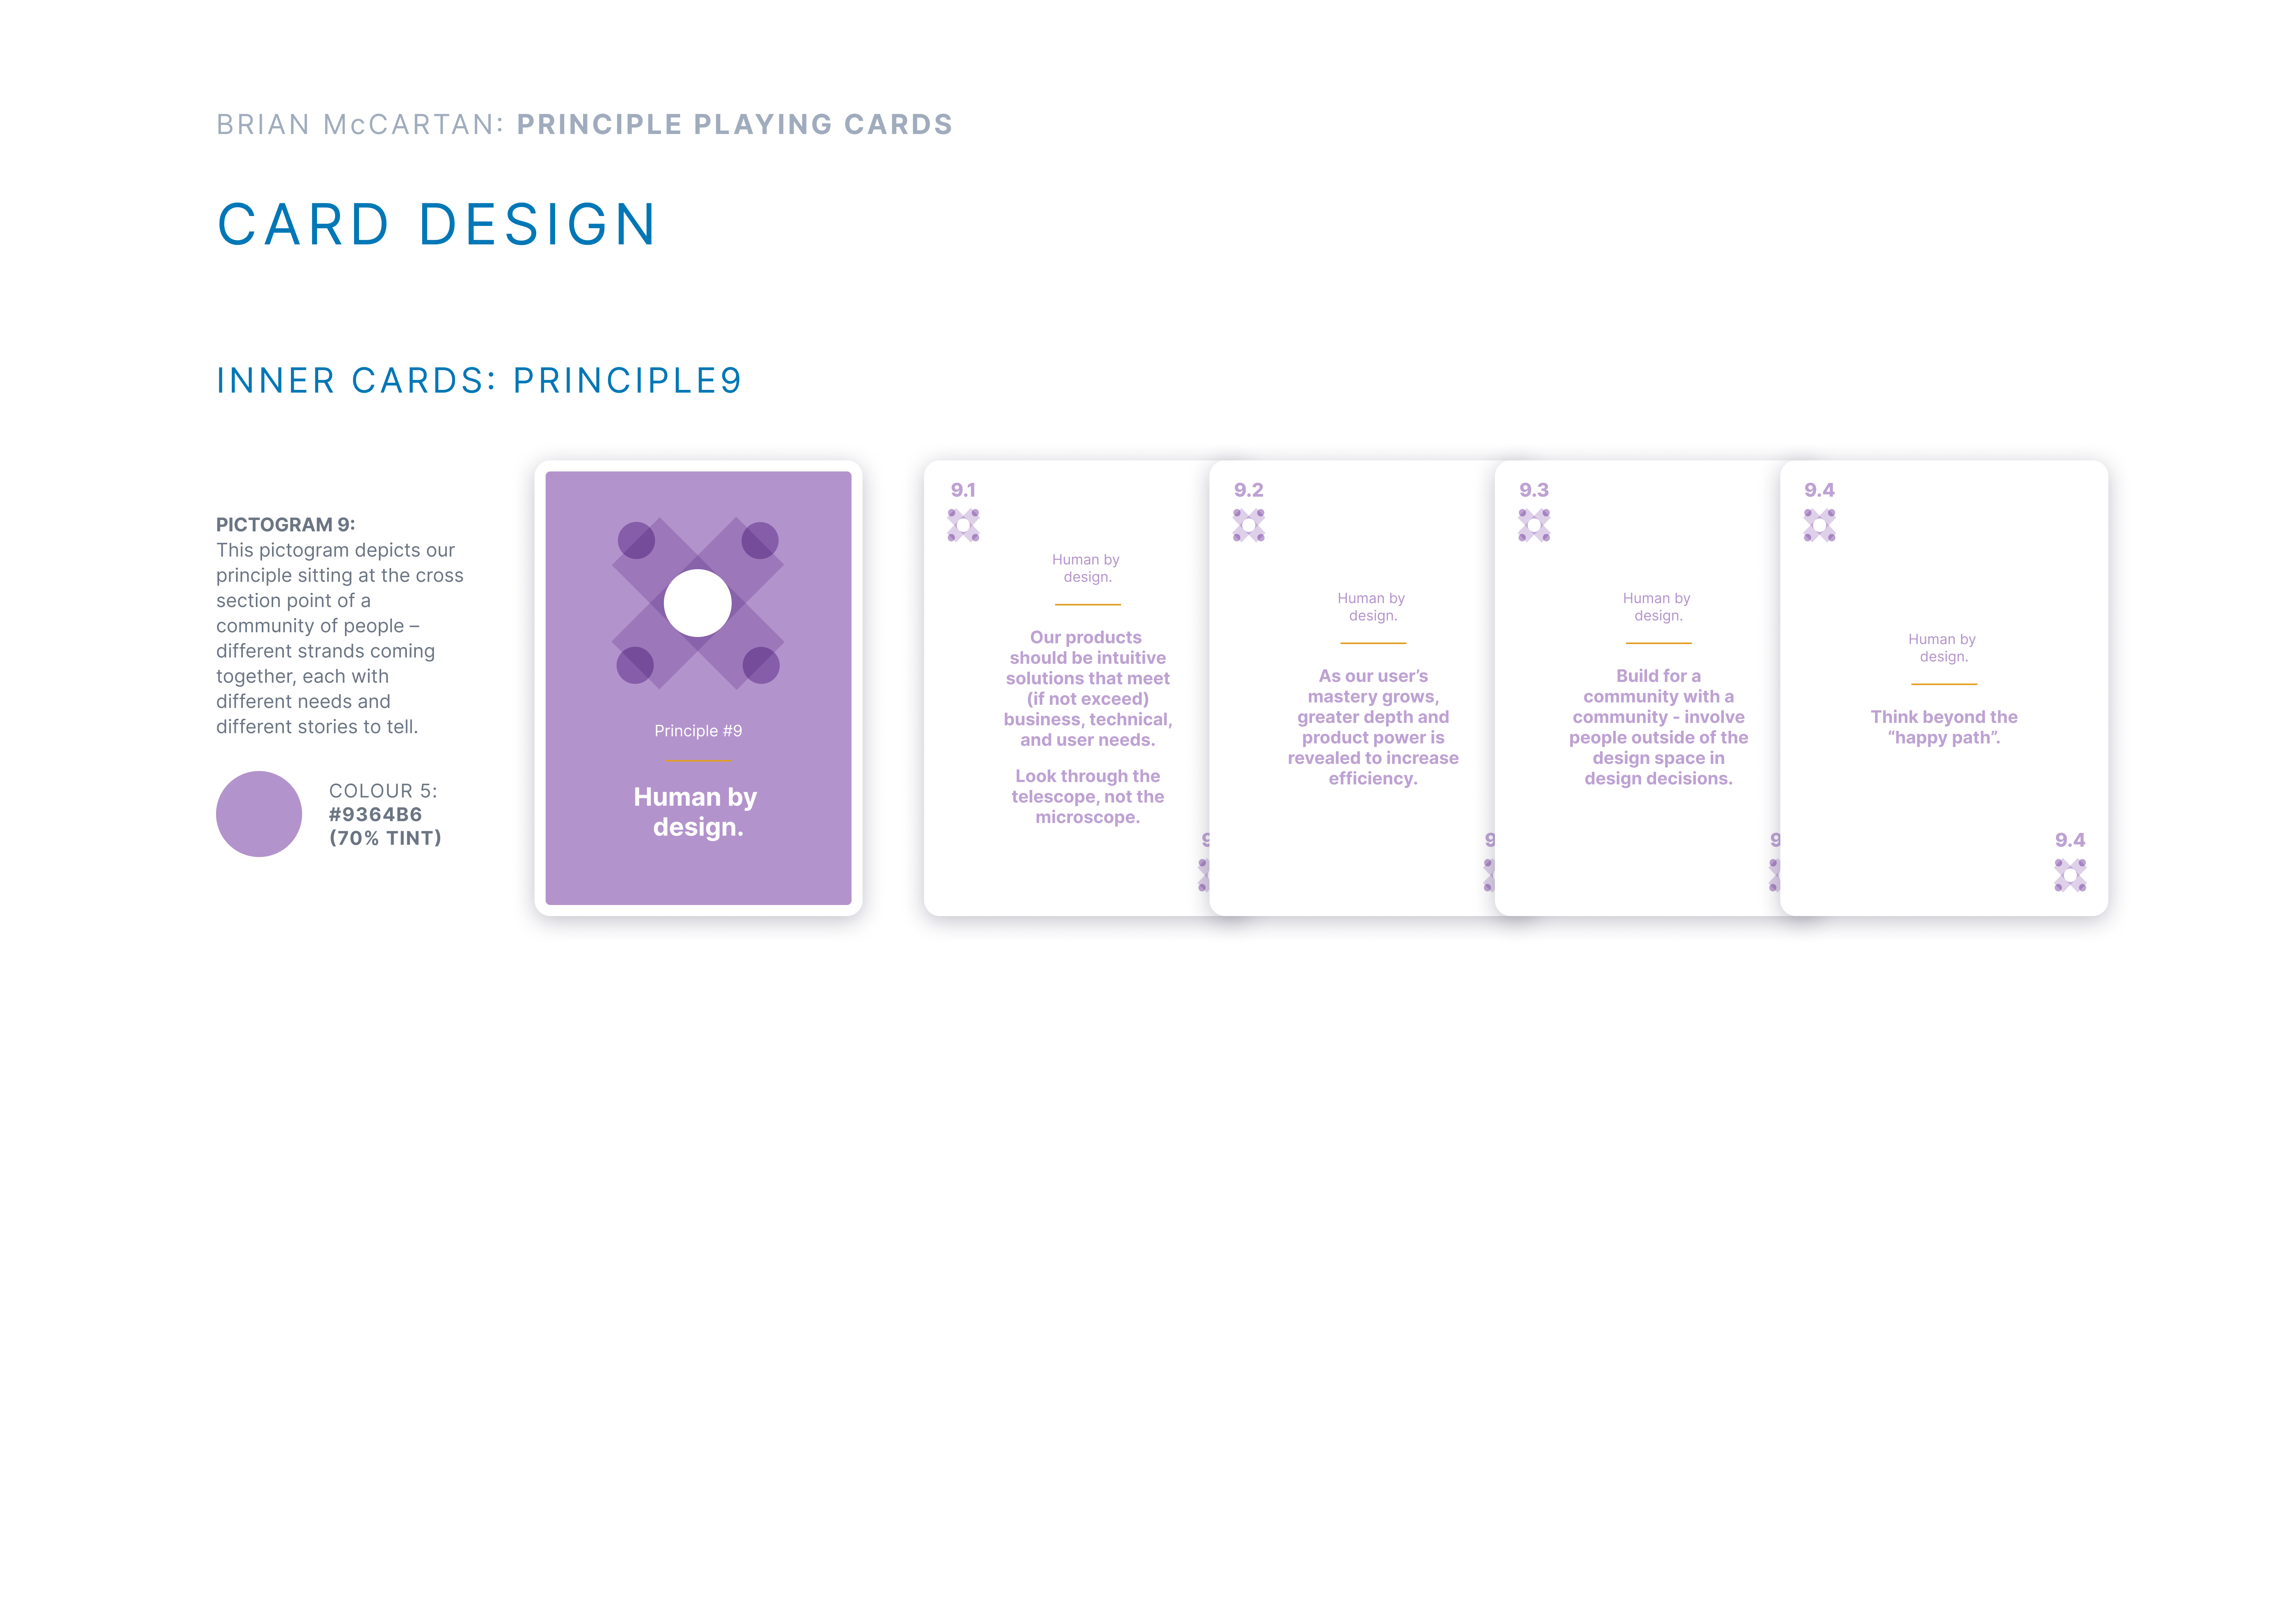 BRIAN McCARTAN: PRINCIPLE PLAYING CARDS
CARD DESIGN
INNER CARDS: PRINCIPLE9
PICTOGRAM 9:
This pictogram depicts our
principle sitting at the cross
section point of a
community of people –
different strands coming
together, each with
different needs and
different stories to tell.
COLOUR 5:
#9364B6
(70% TINT)
Principle #9
Human by
design.
9.1
Human by
design.
Our products
should be intuitive
solutions that meet
(if not exceed)
business, technical,
and user needs.
Look through the
telescope, not the
microscope.
9
9.2
Human by
design.
As our user’s
mastery grows,
greater depth and
product power is
revealed to increase
efficiency.
9
9.3
Human by
design.
Build for a
community with a
community - involve
people outside of the
design space in
design decisions.
9
9.4
Human by
design.
Think beyond the
“happy path”.
9.4